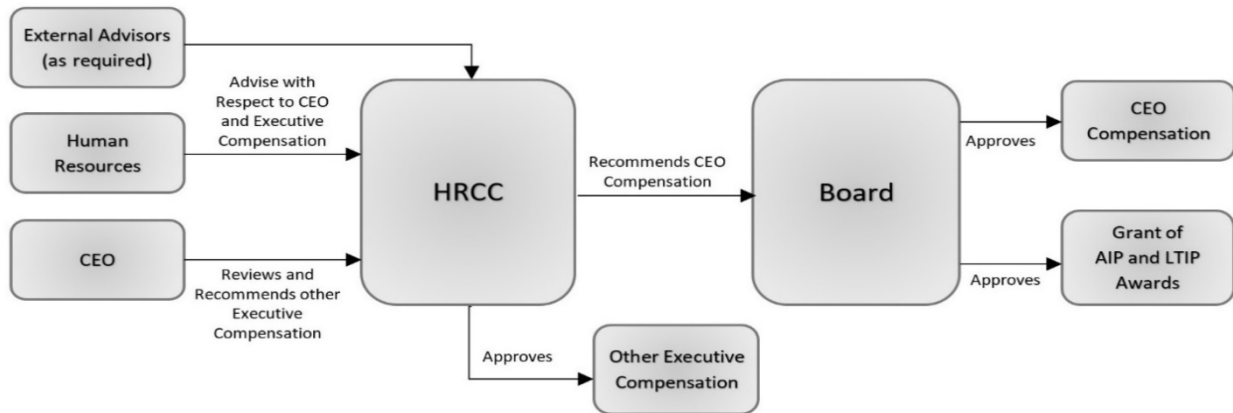 External Advisors
(as required)
Advise with
Respect to CEO
and Executive
Compensation
Human
Resources
CEO
Reviews and
Recommends other
Executive
Compensation
HRCC
Recommends CEO
Compensation
Approves
Other Executive
Compensation
Board
Approves
CEO
Compensation
Approves
Grant of
AIP and LTIP
Awards